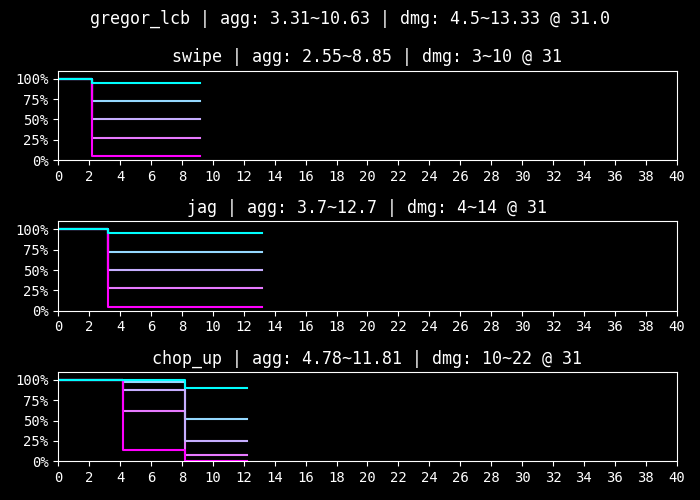 gregor_lcb | agg: 3.31~10.63 | dmg: 4.5~13.33 @ 31.0
swipe | agg: 2.55~8.85 | dmg: 3~10 @ 31
100%
75%
50%
25%
0%
0 2 4 6 8 10 12 14 16 18 20 22 24 26 28 30 32 34 36 38 40
jag | agg: 3.7~12.7 | dmg: 4~14 @ 31
100%
75%
50%
25%
0%
0 2 4 6 8 10 12 14 16 18 20 22 24 26 28 30 32 34 36 38 40
chop_up | agg: 4.78~11.81 | dmg: 10~22 @ 31
100%
75%
50%
25%
0%
0 2 4 6 8 10 12 14 16 18 20 22 24 26 28 30 32 34 36 38 40